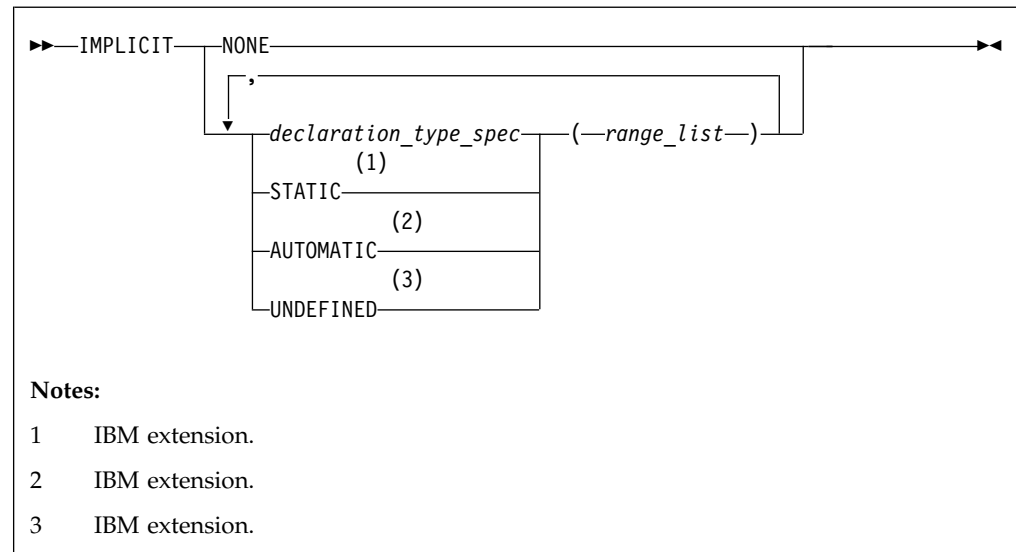 IMPLICIT NONE
,
declaration_type_spec ( range_list )
(1)
STATIC
(2)
AUTOMATIC
(3)
UNDEFINED
Notes:
1 IBM extension.
2 IBM extension.
3 IBM extension.